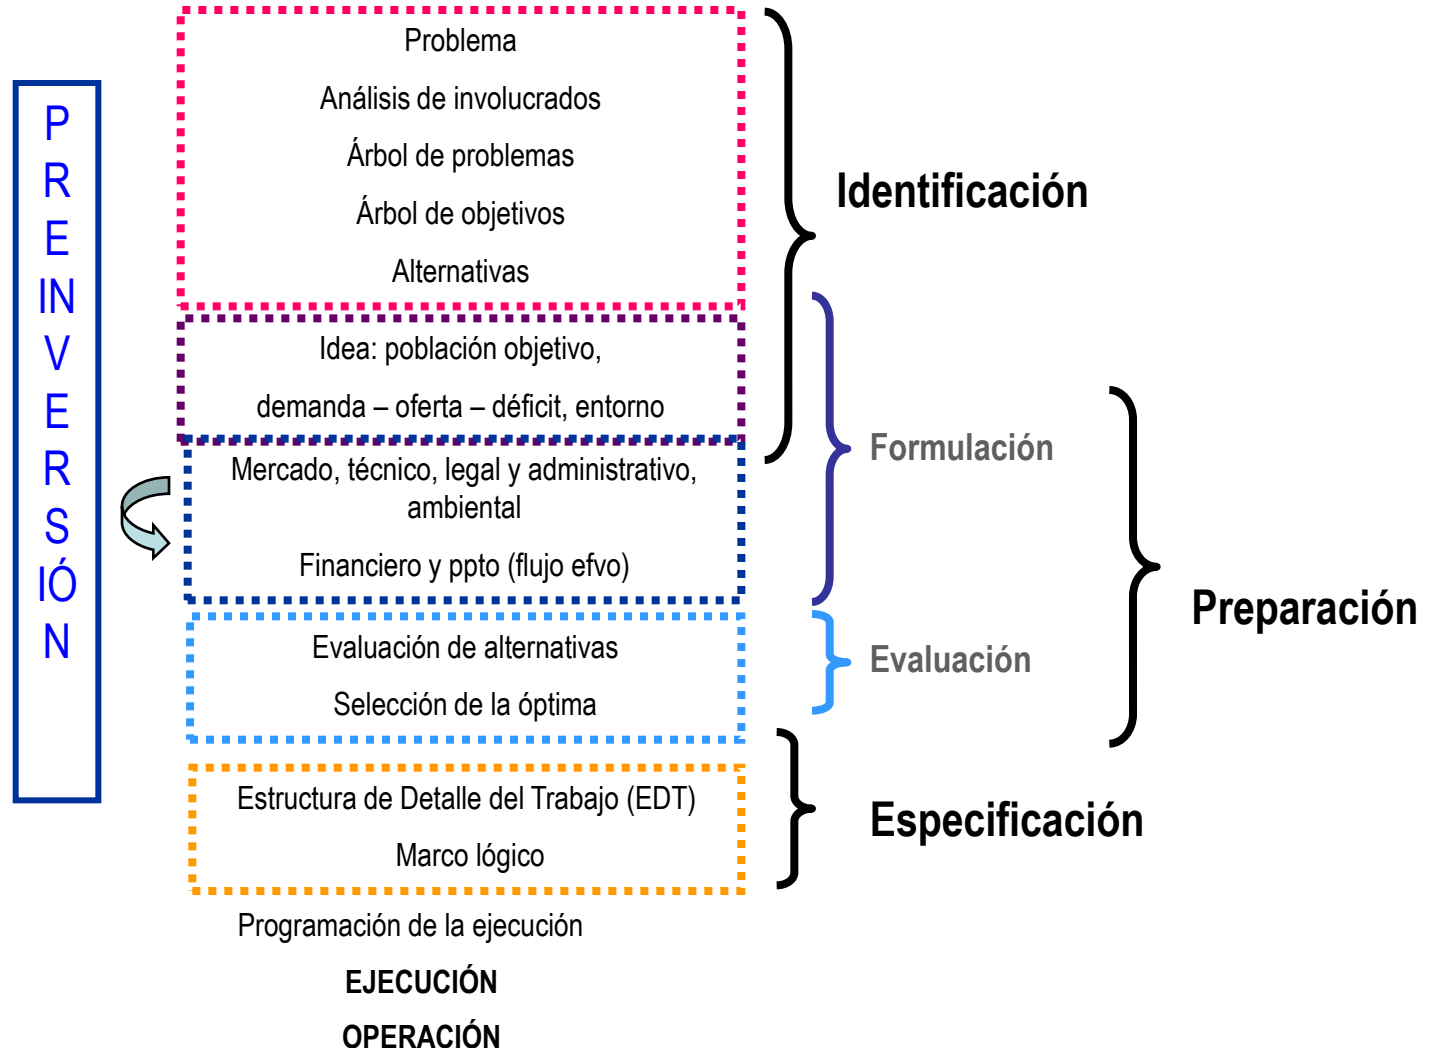 P
R
E
IN
V
E
R
S
IÓ
N
Problema
Análisis de involucrados
Árbol de problemas
Árbol de objetivos
Alternativas
Identificación
Idea: población objetivo,
demanda – oferta – déficit, entorno
Mercado, técnico, legal y administrativo,
ambiental
Financiero y ppto (flujo efvo)
Formulación
Evaluación de alternativas
Selección de la óptima
Evaluación
Preparación
Estructura de Detalle del Trabajo (EDT)
Marco lógico
Especificación
Programación de la ejecución
EJECUCIÓN
OPERACIÓN